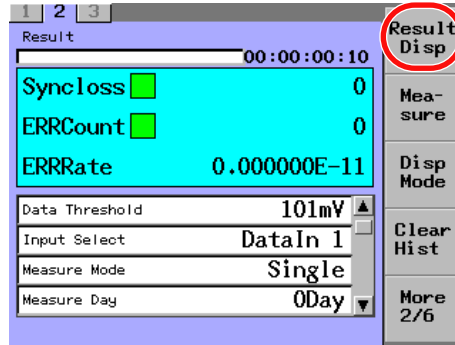 1 2 3
Result
00:00:00:10
Syncloss 0
ERRCount 0
ERRRate 0.000000E-11
Data Threshold 101mV
Input Select DataIn 1
Measure Mode Single
Measure Day 0Day
Result
Disp
Mea-
sure
Disp
Mode
Clear
Hist
More
2/6